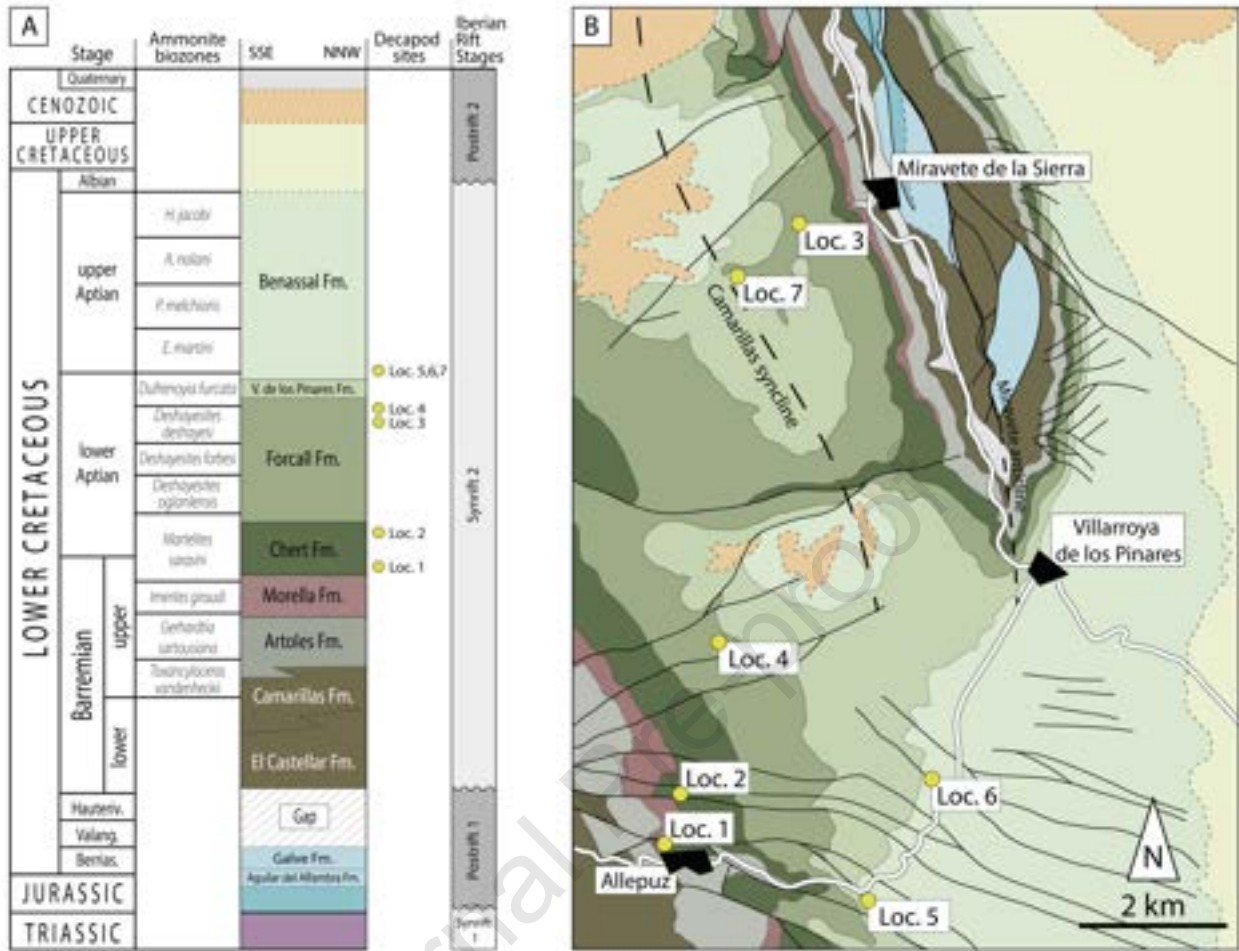 A
Stage
Ammonite
biozones
SSE
NNW
Decapod
sites
Iberian
Rift
Stages
Quaternary
CENOZOIC
UPPER
CRETACEOUS
LOWER CRETACEOUS
Albian
upper
Aptian
lower
Aptian
Barremian
upper
lower
Hauteriv.
Valang.
Berrias.
JURASSIC
TRIASSIC
H. jacobi
A. nolani
P. melchioris
E. martini
Dufrenoyia furcata
Deshayesites
deshayesi
Deshayesites forbesi
Deshayesites
oglanlensis
Martelites
sarasini
Imerites giraudi
Gerhardtia
sartousiana
Toxancyloceras
vandenheckii
Benassal Fm.
V. de los Pinares Fm.
Forcall Fm.
Chert Fm.
Morella Fm.
Artoles Fm.
Camarillas Fm.
El Castellar Fm.
Gap
Galve Fm.
Aguilar del Alfambra Fm.
Loc. 5,6,7
Loc. 4
Loc. 3
Loc. 2
Loc. 1
Postrift 2
Synrift 2
Postrift 1
Synrift
1
B
Miravete de la Sierra
Loc. 3
Loc. 7
Camarillas syncline
Miravete anticline
Villarroya
de los Pinares
Loc. 4
Loc. 2
Loc. 1
Loc. 6
Allepuz
Loc. 5
N
2 km